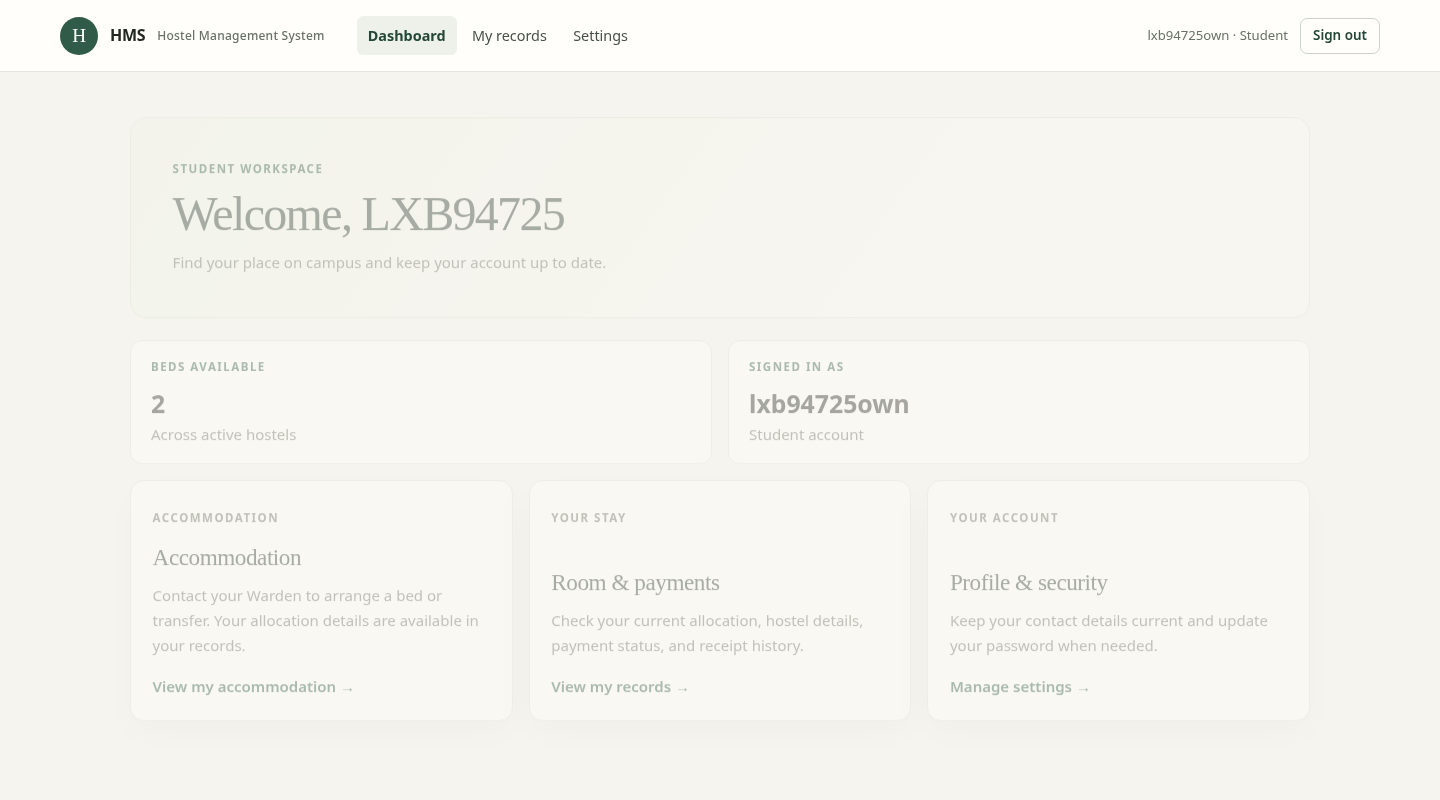 H HMS Hostel Management System Dashboard My records Settings lxb94725own · Student Sign out
STUDENT WORKSPACE
Welcome, LXB94725
Find your place on campus and keep your account up to date.
BEDS AVAILABLE
2
Across active hostels
SIGNED IN AS
lxb94725own
Student account
ACCOMMODATION
Accommodation
Contact your Warden to arrange a bed or
transfer. Your allocation details are available in
your records.
View my accommodation →
YOUR STAY
Room & payments
Check your current allocation, hostel details,
payment status, and receipt history.
View my records →
YOUR ACCOUNT
Profile & security
Keep your contact details current and update
your password when needed.
Manage settings →